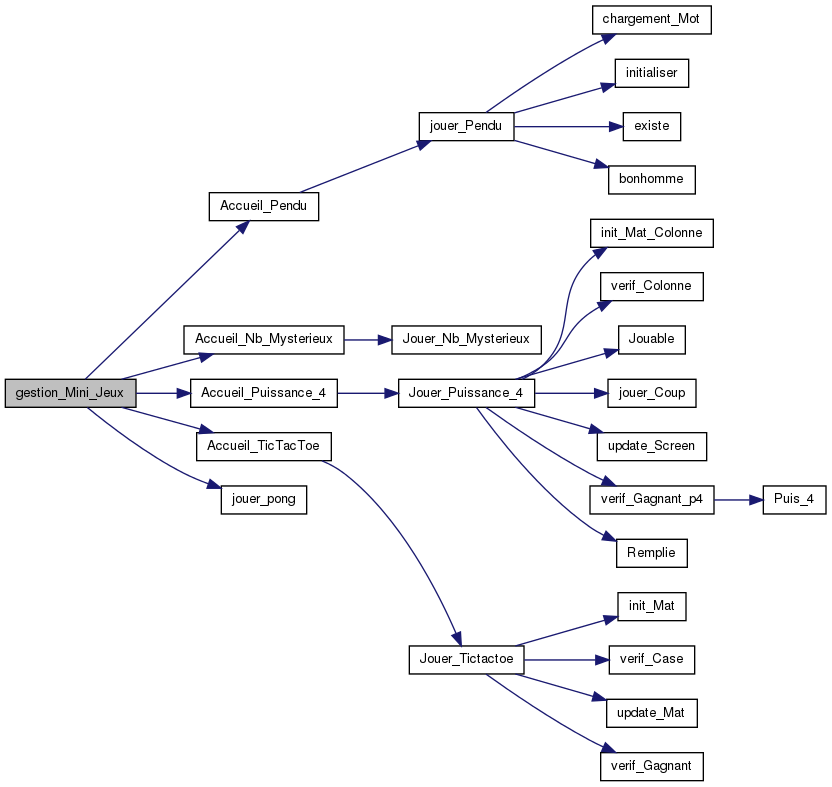 chargement_Mot
initialiser
jouer_Pendu
existe
bonhomme
Accueil_Pendu
init_Mat_Colonne
verif_Colonne
Accueil_Nb_Mysterieux
Jouer_Nb_Mysterieux
Jouable
gestion_Mini_Jeux
Accueil_Puissance_4
Jouer_Puissance_4
jouer_Coup
Accueil_TicTacToe
update_Screen
jouer_pong
verif_Gagnant_p4
Puis_4
Remplie
init_Mat
Jouer_Tictactoe
verif_Case
update_Mat
verif_Gagnant